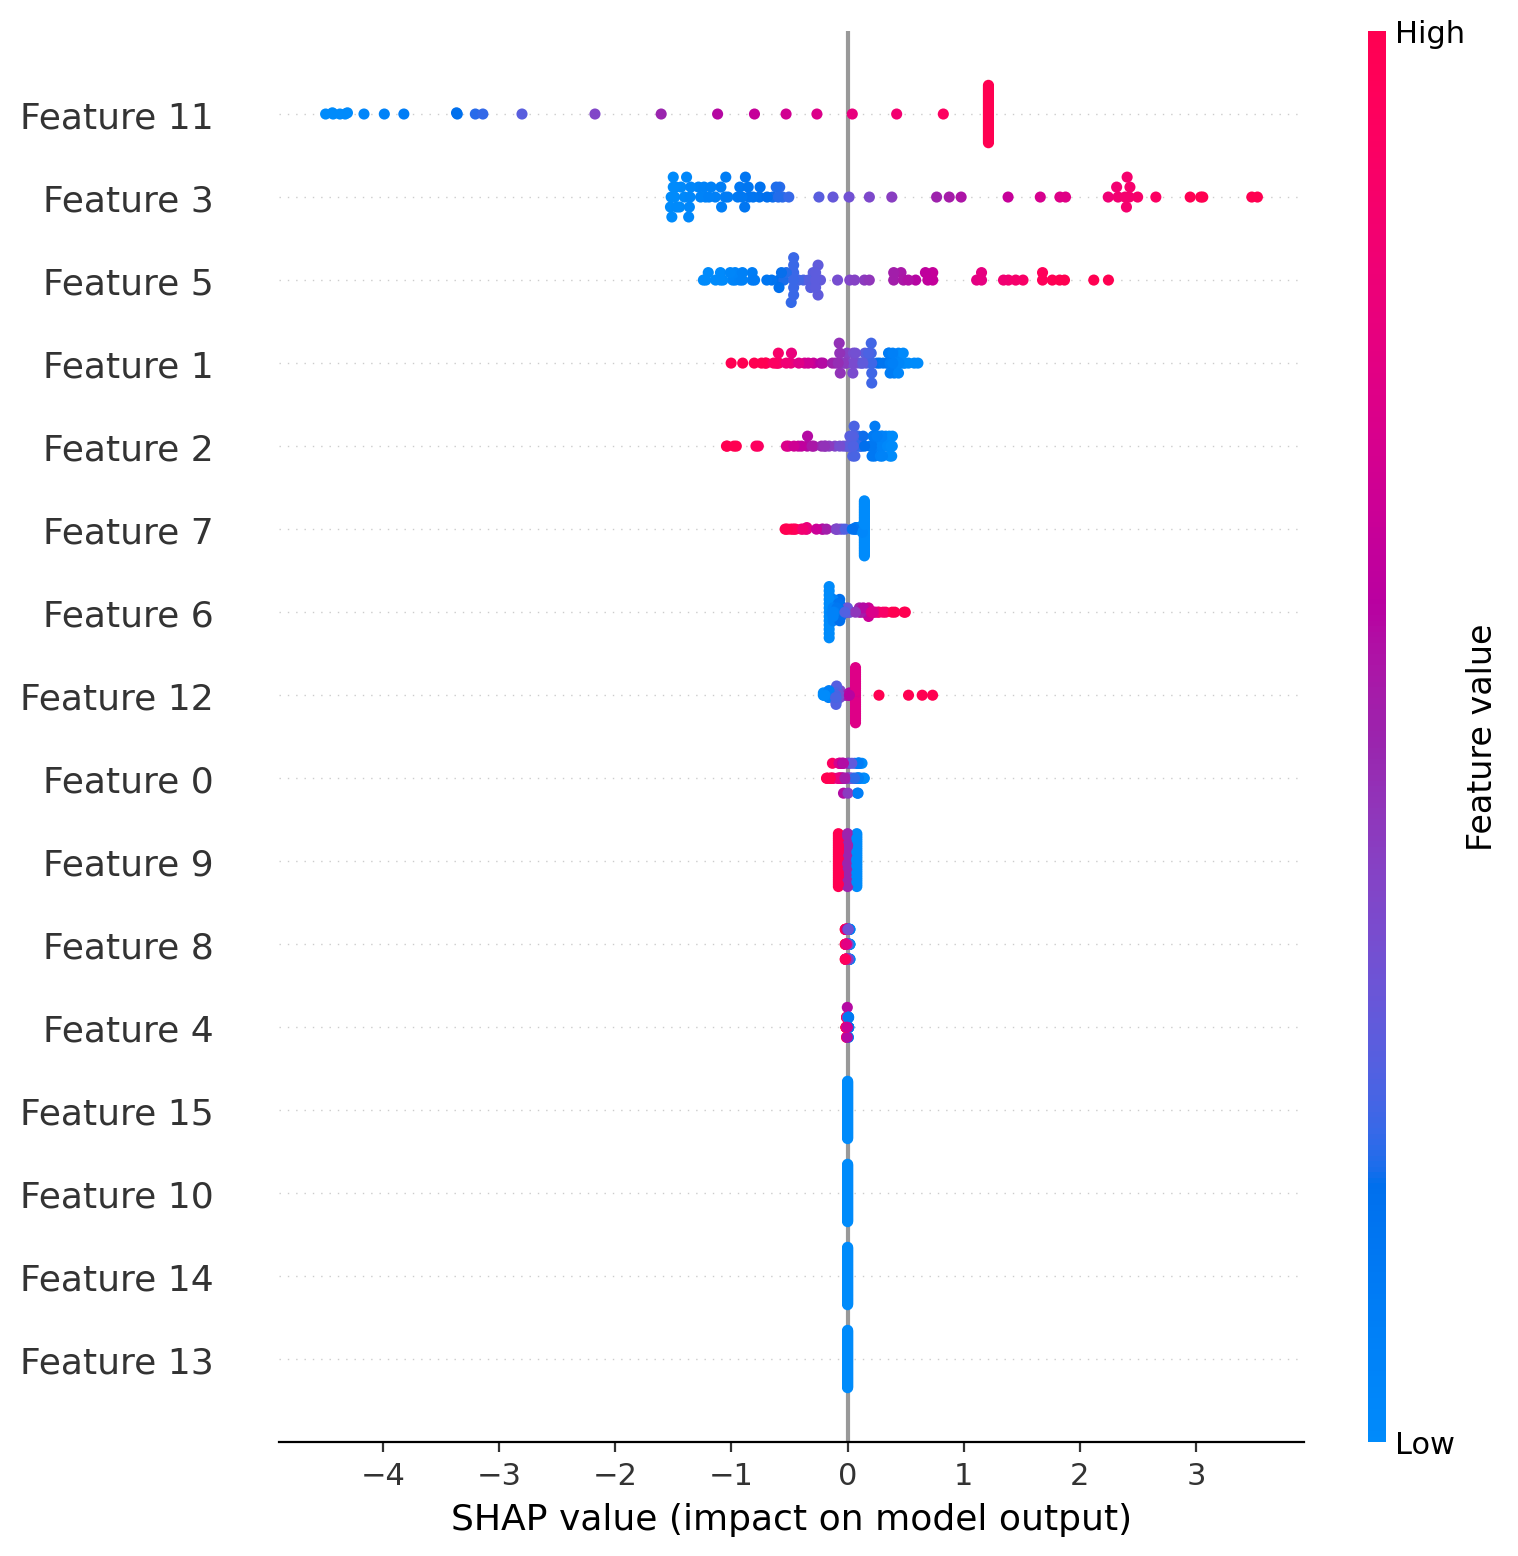 High
Feature 11
Feature 3
Feature 5
Feature 1
Feature 2
Feature 7
Feature 6
Feature 12
Feature 0
Feature 9
Feature 8
Feature 4
Feature 15
Feature 10
Feature 14
Feature 13
Feature value
Low
−4 −3 −2 −1 0 1 2 3
SHAP value (impact on model output)